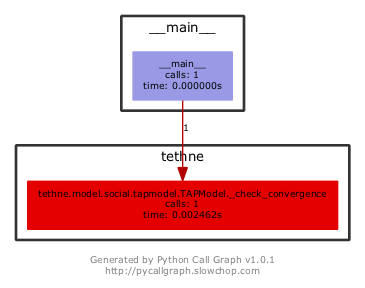 __main__
__main__
calls: 1
time: 0.000000s
1
tethne
tethne.model.social.tapmodel.TAPModel._check_convergence
calls: 1
time: 0.002462s
Generated by Python Call Graph v1.0.1
http://pycallgraph.slowchop.com